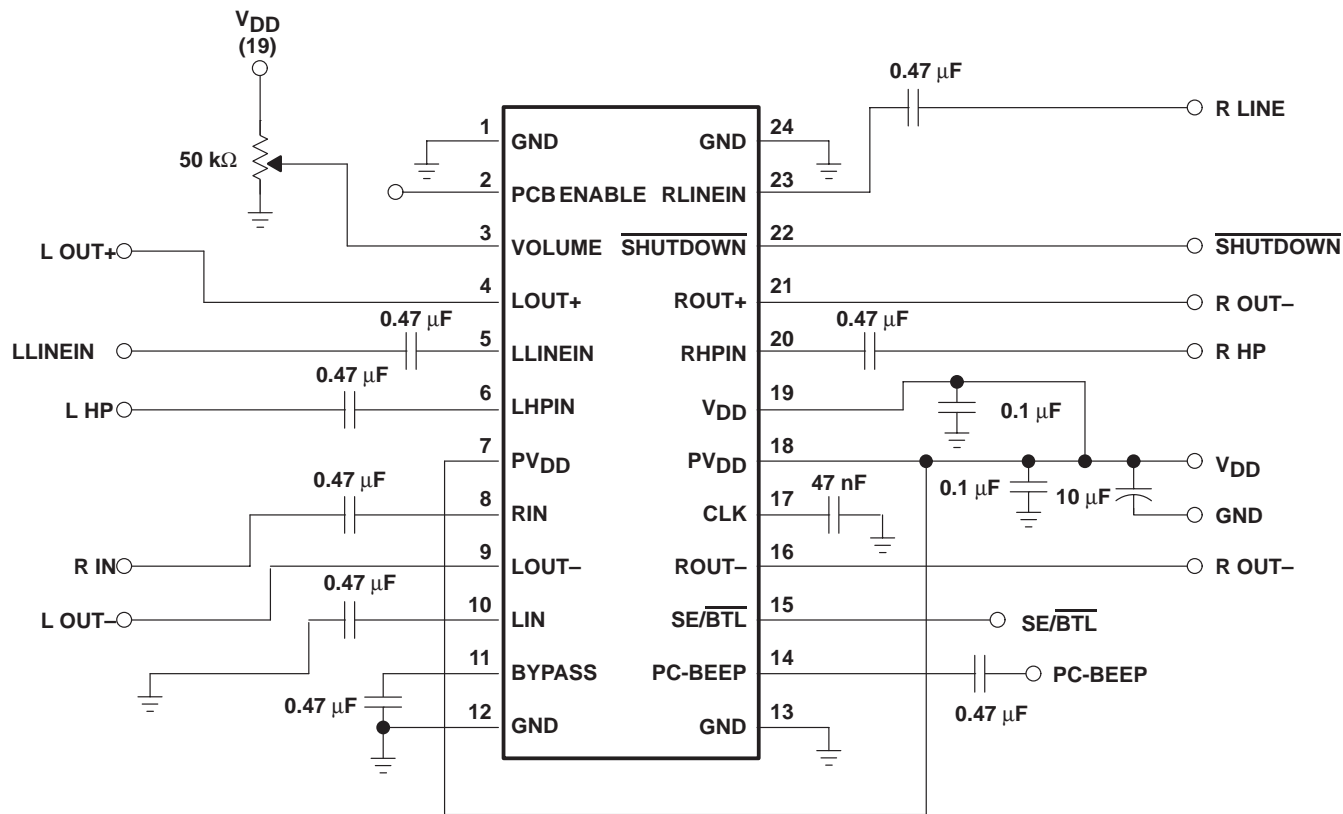 VDD
(19)
50 kΩ
L OUT+
LLINEIN
0.47 µF
L HP
0.47 µF
0.47 µF
R IN
L OUT–
0.47 µF
0.47 µF
1
GND
2
PCB ENABLE
3
VOLUME
4
LOUT+
5
LLINEIN
6
LHPIN
7
PVDD
8
RIN
9
LOUT–
10
LIN
11
BYPASS
12
GND
24
GND
23
RLINEIN
22
SHUTDOWN
21
ROUT+
20
RHPIN
19
VDD
18
PVDD
17
CLK
16
ROUT–
15
SE/BTL
14
PC-BEEP
13
GND
0.47 µF
R LINE
SHUTDOWN
R OUT–
0.47 µF
R HP
0.1 µF
VDD
0.1 µF
10 µF
47 nF
GND
R OUT–
SE/BTL
PC-BEEP
0.47 µF